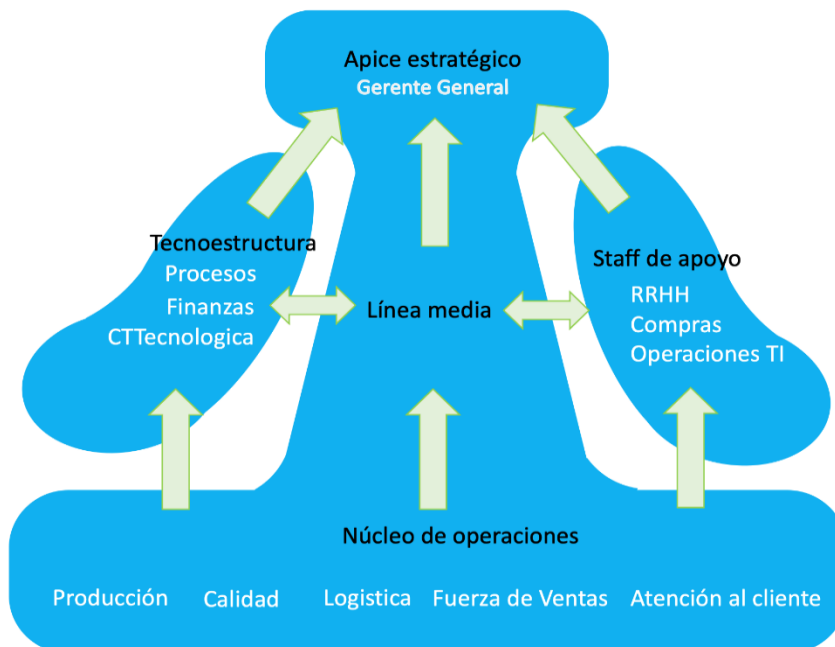 Apice estratégico
Gerente General
Tecnoestructura
Procesos
Finanzas
CTTecnologica
Línea media
Staff de apoyo
RRHH
Compras
Operaciones TI
Núcleo de operaciones
Producción
Calidad
Logistica
Fuerza de Ventas
Atención al cliente